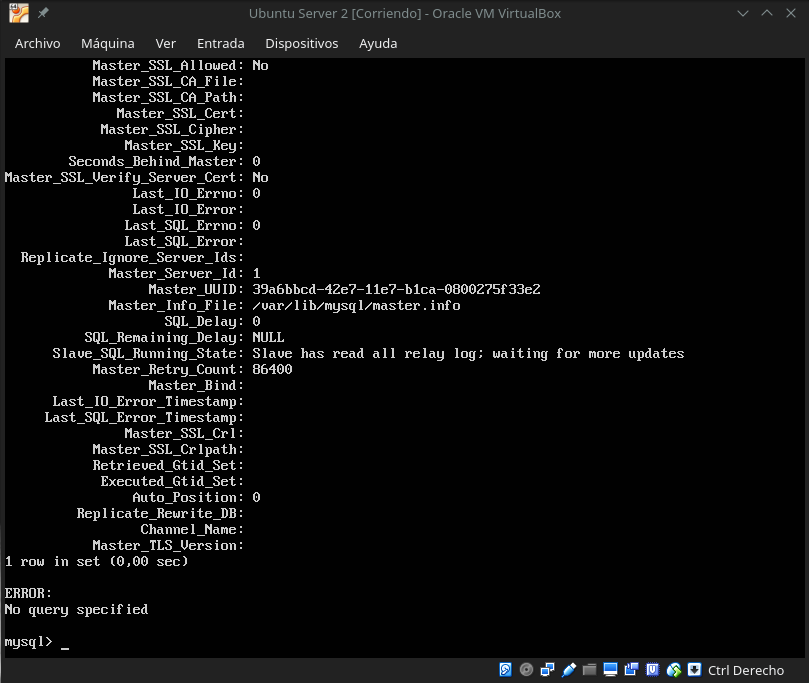 Ubuntu Server 2 [Corriendo] - Oracle VM VirtualBox
Archivo Máquina Ver Entrada Dispositivos Ayuda
Master_SSL_Allowed: No
Master_SSL_CA_File:
Master_SSL_CA_Path:
Master_SSL_Cert:
Master_SSL_Cipher:
Master_SSL_Key:
Seconds_Behind_Master: 0
Master_SSL_Verify_Server_Cert: No
Last_IO_Errno: 0
Last_IO_Error:
Last_SQL_Errno: 0
Last_SQL_Error:
Replicate_Ignore_Server_Ids:
Master_Server_Id: 1
Master_UUID: 39a6bbcd-42e7-11e7-b1ca-0800275f33e2
Master_Info_File: /var/lib/mysql/master.info
SQL_Delay: 0
SQL_Remaining_Delay: NULL
Slave_SQL_Running_State: Slave has read all relay log; waiting for more updates
Master_Retry_Count: 86400
Master_Bind:
Last_IO_Error_Timestamp:
Last_SQL_Error_Timestamp:
Master_SSL_Crl:
Master_SSL_Crlpath:
Retrieved_Gtid_Set:
Executed_Gtid_Set:
Auto_Position: 0
Replicate_Rewrite_DB:
Channel_Name:
Master_TLS_Version:
1 row in set (0,00 sec)
ERROR:
No query specified
mysql> _
Ctrl Derecho